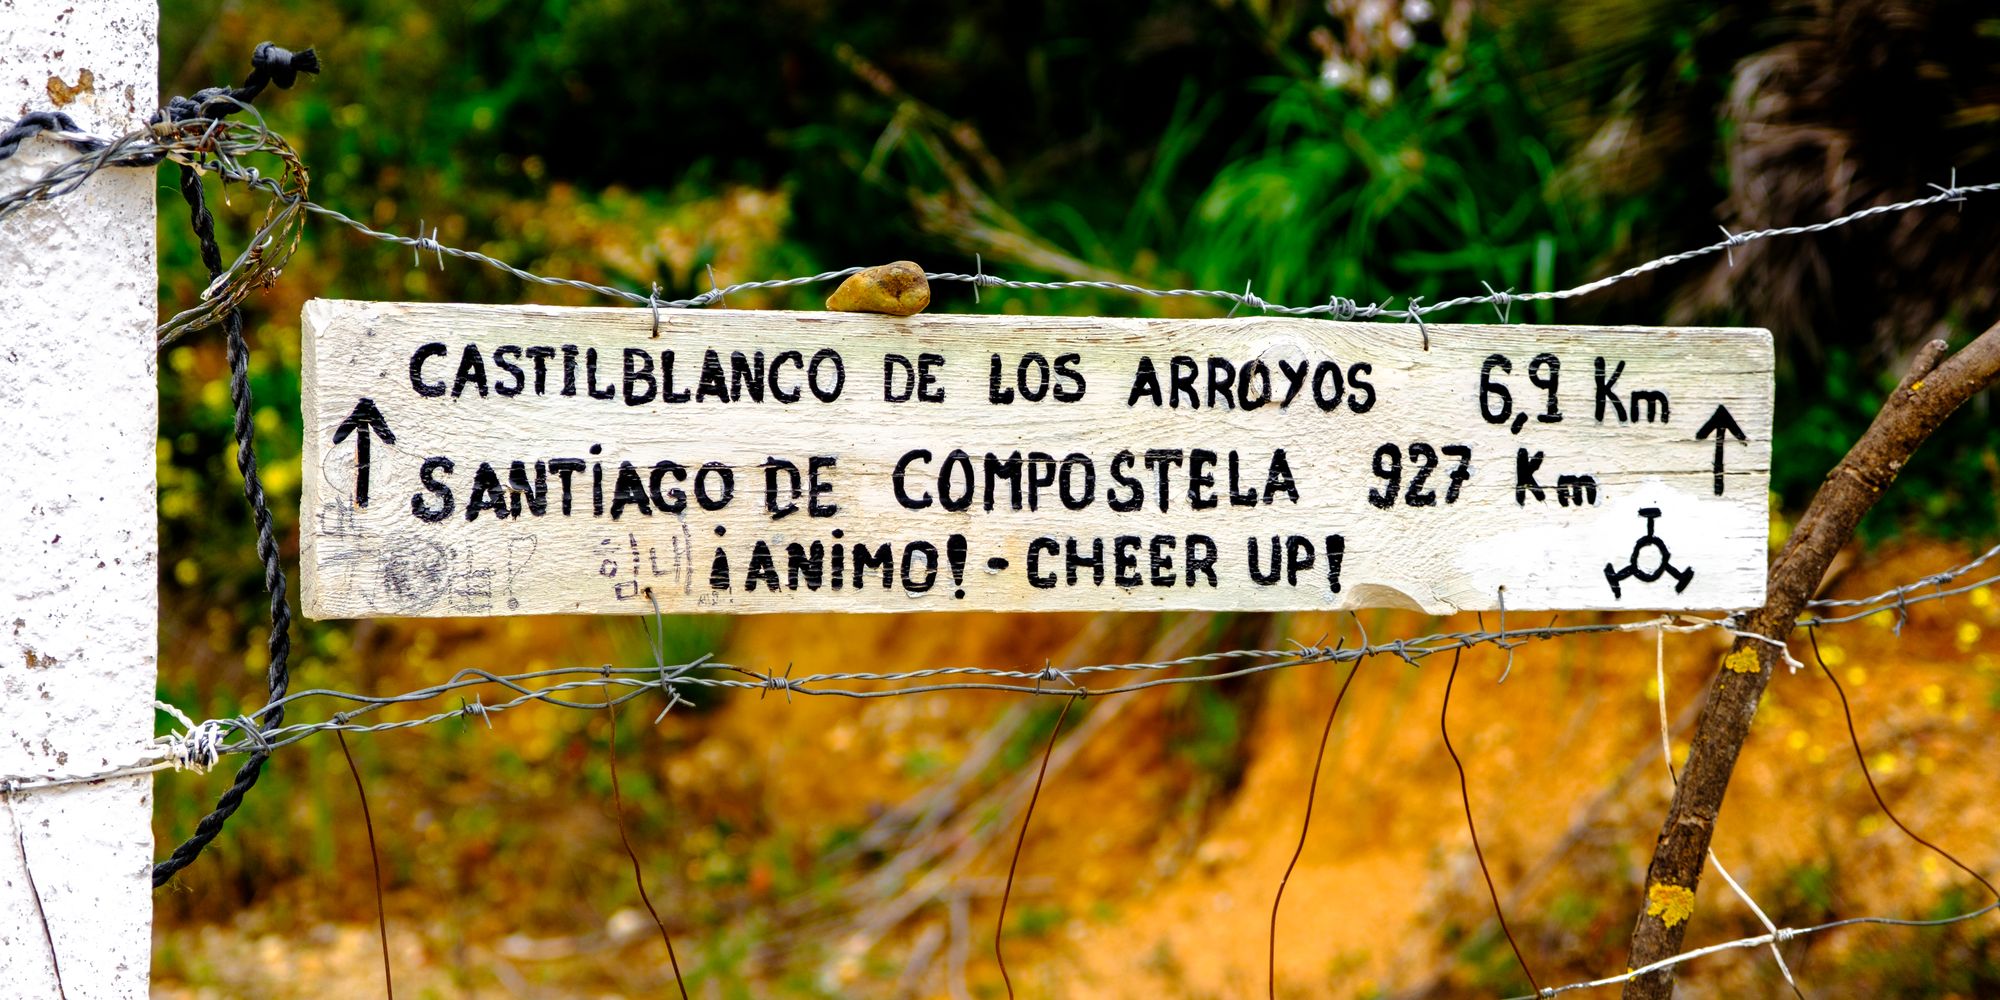 CASTILBLANCO DE LOS ARROYOS 6,9 Km
SANTiAGO DE COMPOSTELA 927 Km
¡ANiMO! - CHEER UP!